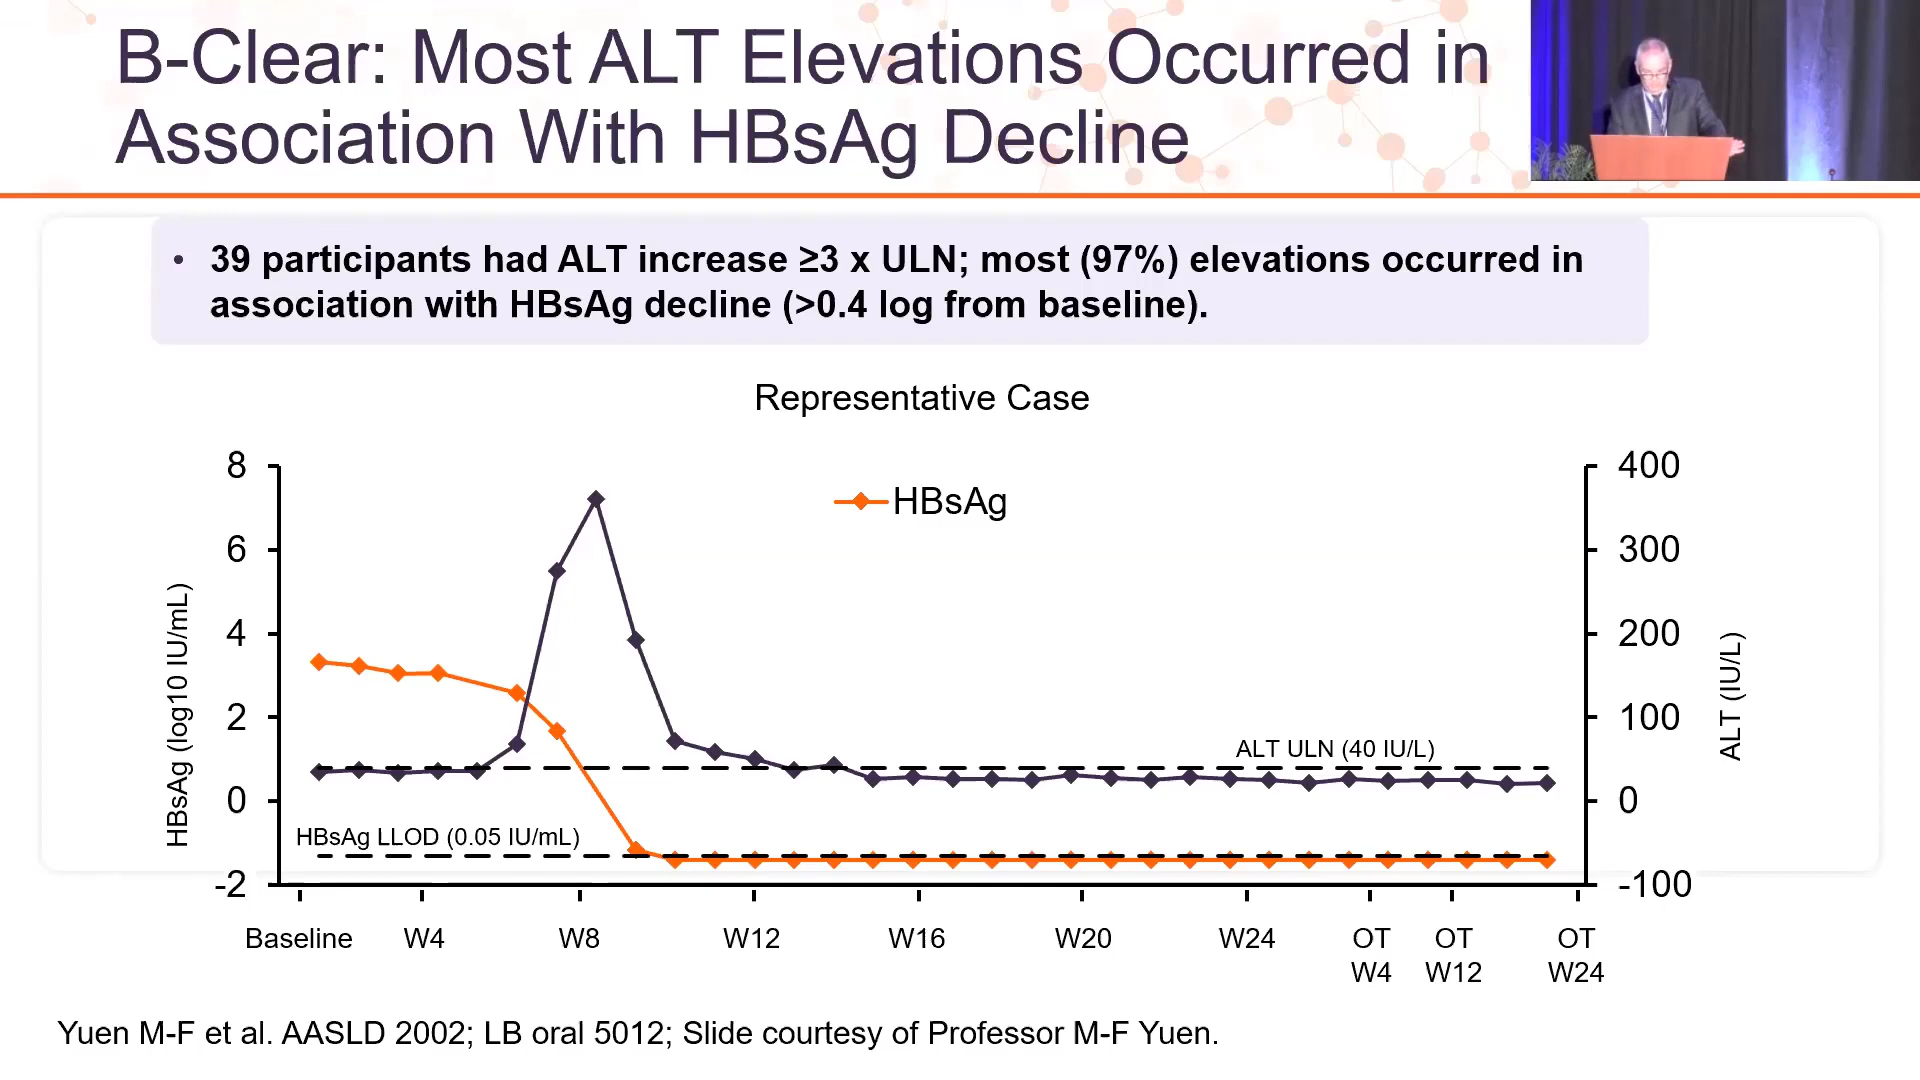 B-Clear: Most ALT Elevations Occurred in
Association With HBsAg Decline
• 39 participants had ALT increase ≥3 x ULN; most (97%) elevations occurred in
association with HBsAg decline (>0.4 log from baseline).
Representative Case
HBsAg
HBsAg (log10 IU/mL)
8
6
4
2
0
-2
400
300
200
100
0
-100
ALT (IU/L)
ALT ULN (40 IU/L)
HBsAg LLOD (0.05 IU/mL)
Baseline W4 W8 W12 W16 W20 W24 OT OT OT
W4 W12 W24
Yuen M-F et al. AASLD 2002; LB oral 5012; Slide courtesy of Professor M-F Yuen.